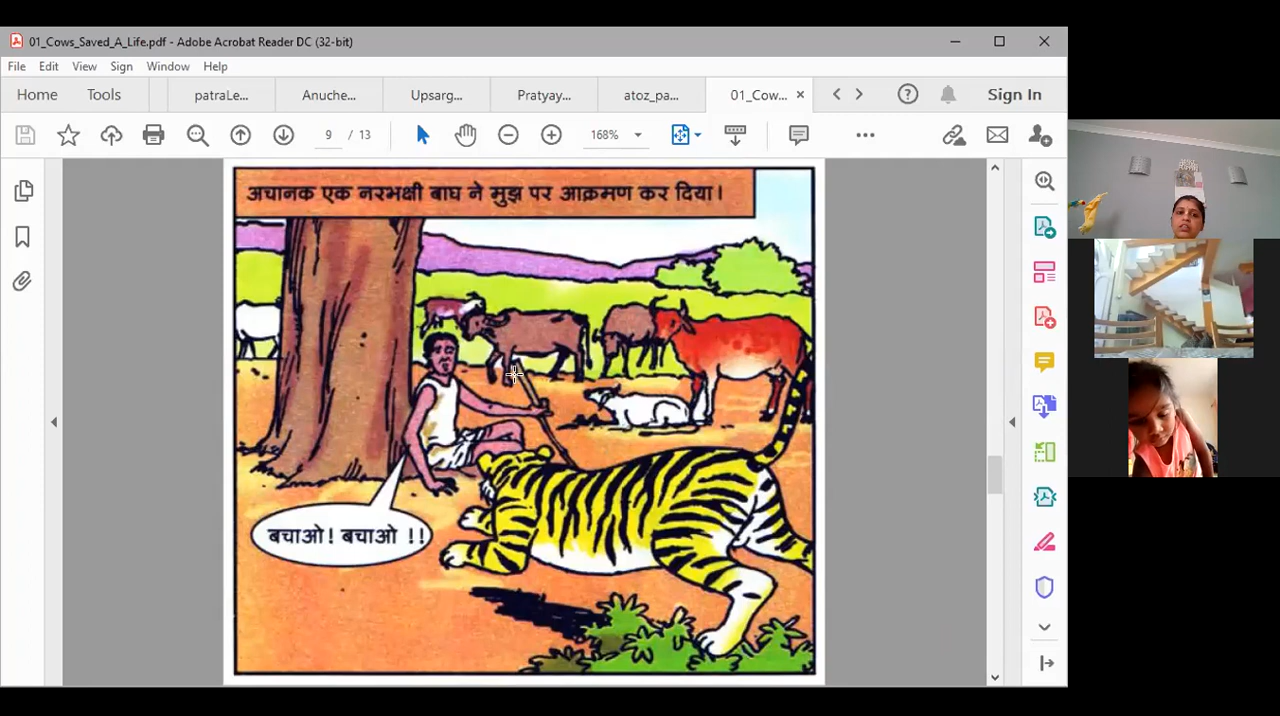 01_Cows_Saved_A_Life.pdf - Adobe Acrobat Reader DC (32-bit)
File Edit View Sign Window Help
Home Tools patraLe... Anuche... Upsarg... Pratyay... atoz_pa... 01_Cow... Sign In
9 / 13 168%
अचानक एक नरभक्षी बाघ ने मुझ पर आक्रमण कर दिया।
बचाओ! बचाओ !!